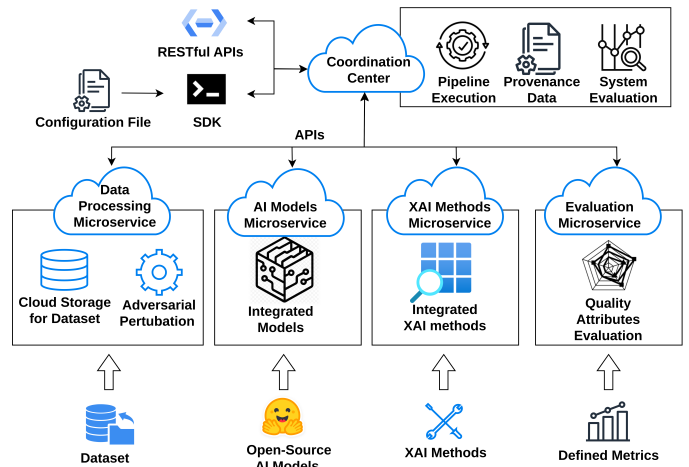 RESTful APIs
Coordination
Center
Pipeline
Execution
Provenance
Data
System
Evaluation
Configuration File
SDK
APIs
Data
Processing
Microservice
AI Models
Microservice
XAI Methods
Microservice
Evaluation
Microservice
Cloud Storage
for Dataset
Adversarial
Pertubation
Integrated
Models
Integrated
XAI methods
Quality
Attributes
Evaluation
Dataset
Open-Source
AI Models
XAI Methods
Defined Metrics